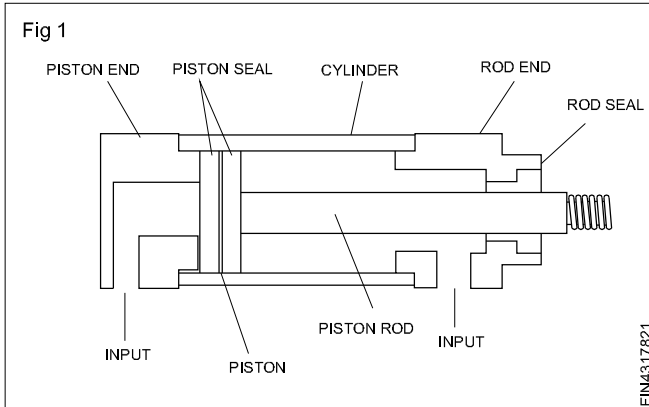 Fig 1
PISTON END
PISTON SEAL
CYLINDER
ROD END
ROD SEAL
PISTON ROD
INPUT
INPUT
PISTON
FIN4317821